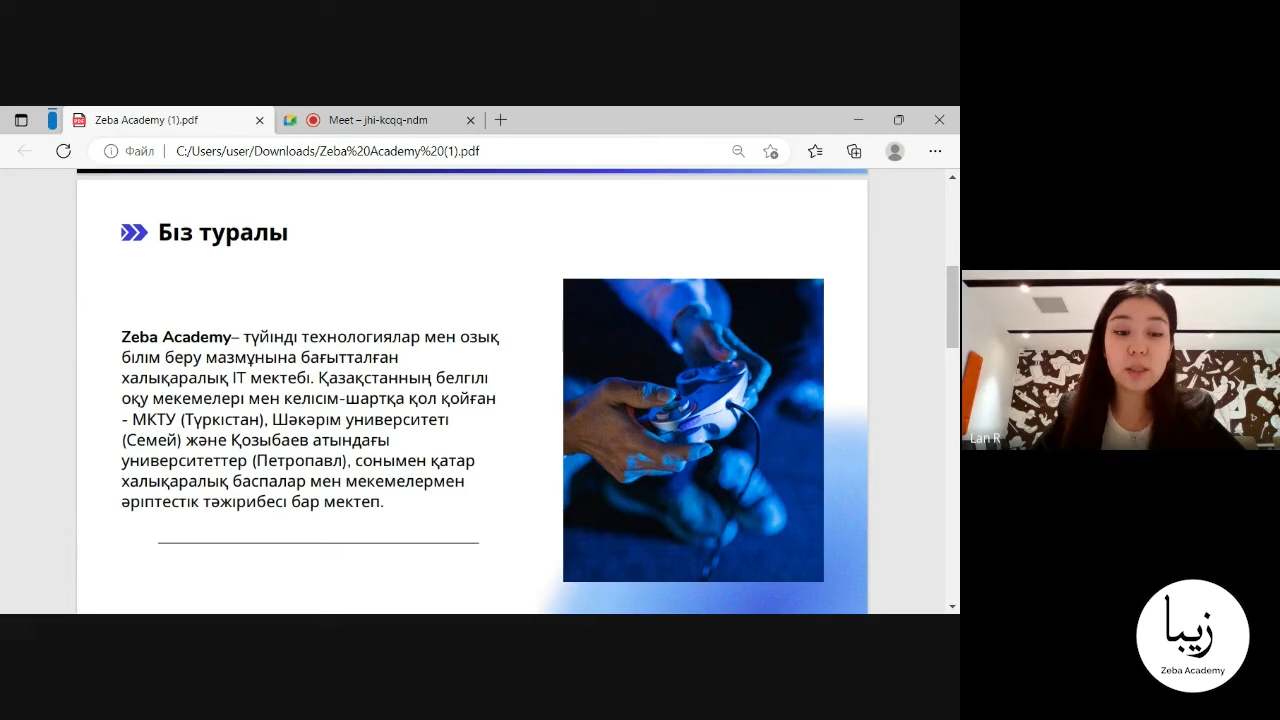 Zeba Academy (1).pdf
Meet – jhi-kcqq-ndm
Файл
C:/Users/user/Downloads/Zeba%20Academy%20(1).pdf
Біз туралы
Zeba Academy– түйінді технологиялар мен озық
білім беру мазмұнына бағытталған
халықаралық IT мектебі. Қазақстанның белгілі
оқу мекемелері мен келісім-шартқа қол қойған
- МКТУ (Түркістан), Шәкәрім университеті
(Семей) және Қозыбаев атындағы
университеттер (Петропавл), сонымен қатар
халықаралық баспалар мен мекемелермен
әріптестік тәжірибесі бар мектеп.
Lan R
زیبا
Zeba Academy